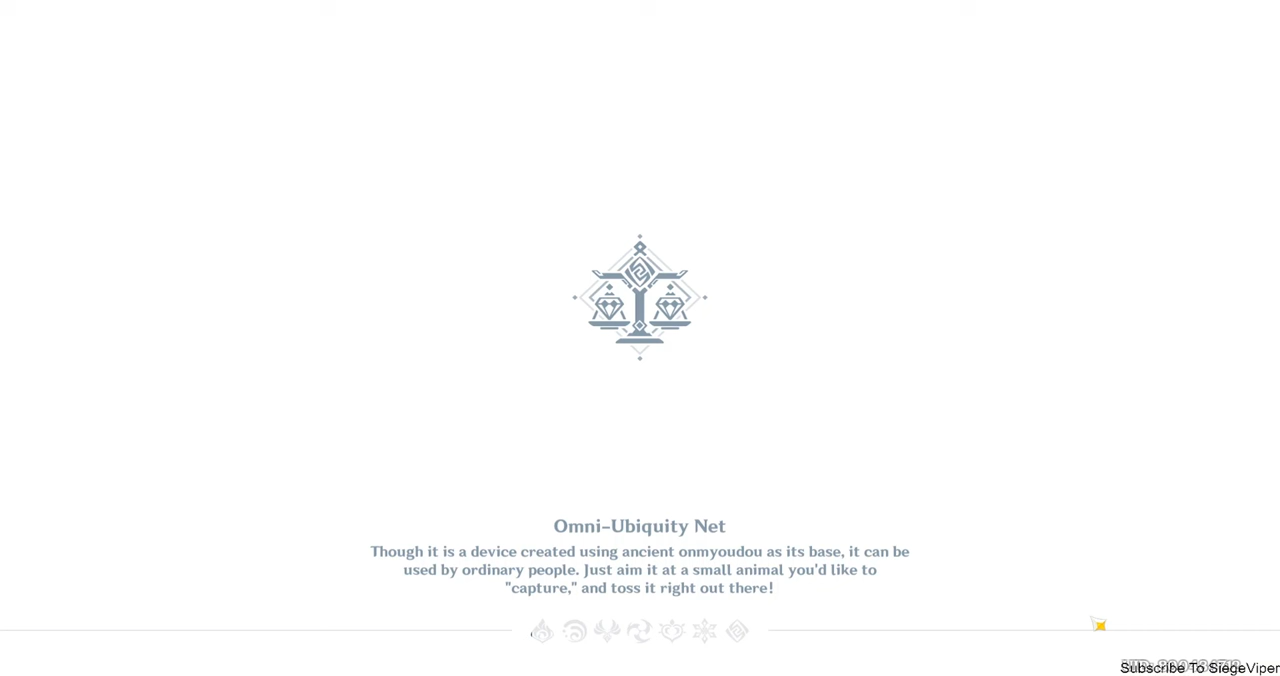 Omni-Ubiquity Net
Though it is a device created using ancient onmyoudou as its base, it can be
used by ordinary people. Just aim it at a small animal you'd like to
"capture," and toss it right out there!
Subscribe To SiegeViper